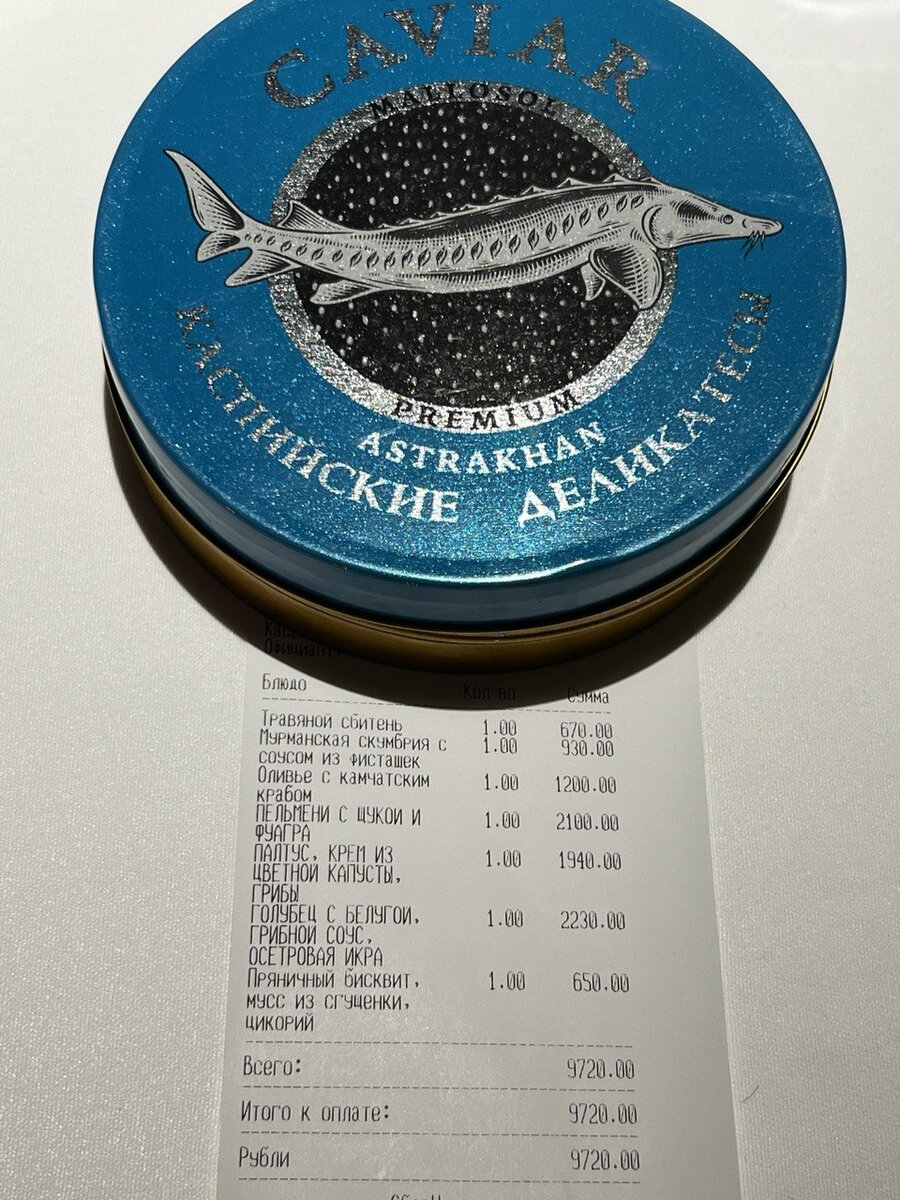 CAVIAR
MALLOSOL
PREMIUM
ASTRAKHAN
КАСПИЙСКИЕ ДЕЛИКАТЕСЫ
Официант:
Блюдо Кол-во Сумма
Травяной сбитень 1.00 670.00
Мурманская скумбрия с 1.00 930.00
соусом из фисташек
Оливье с камчатским 1.00 1200.00
крабом
ПЕЛЬМЕНИ С ЩУКОЙ И 1.00 2100.00
ФУАГРА
ПАЛТУС, КРЕМ ИЗ 1.00 1940.00
ЦВЕТНОЙ КАПУСТЫ,
ГРИБЫ
ГОЛУБЕЦ С БЕЛУГОЙ, 1.00 2230.00
ГРИБНОЙ СОУС,
ОСЕТРОВАЯ ИКРА
Пряничный бисквит, 1.00 650.00
мусс из сгущенки,
цикорий
Всего: 9720.00
Итого к оплате: 9720.00
Рубли 9720.00